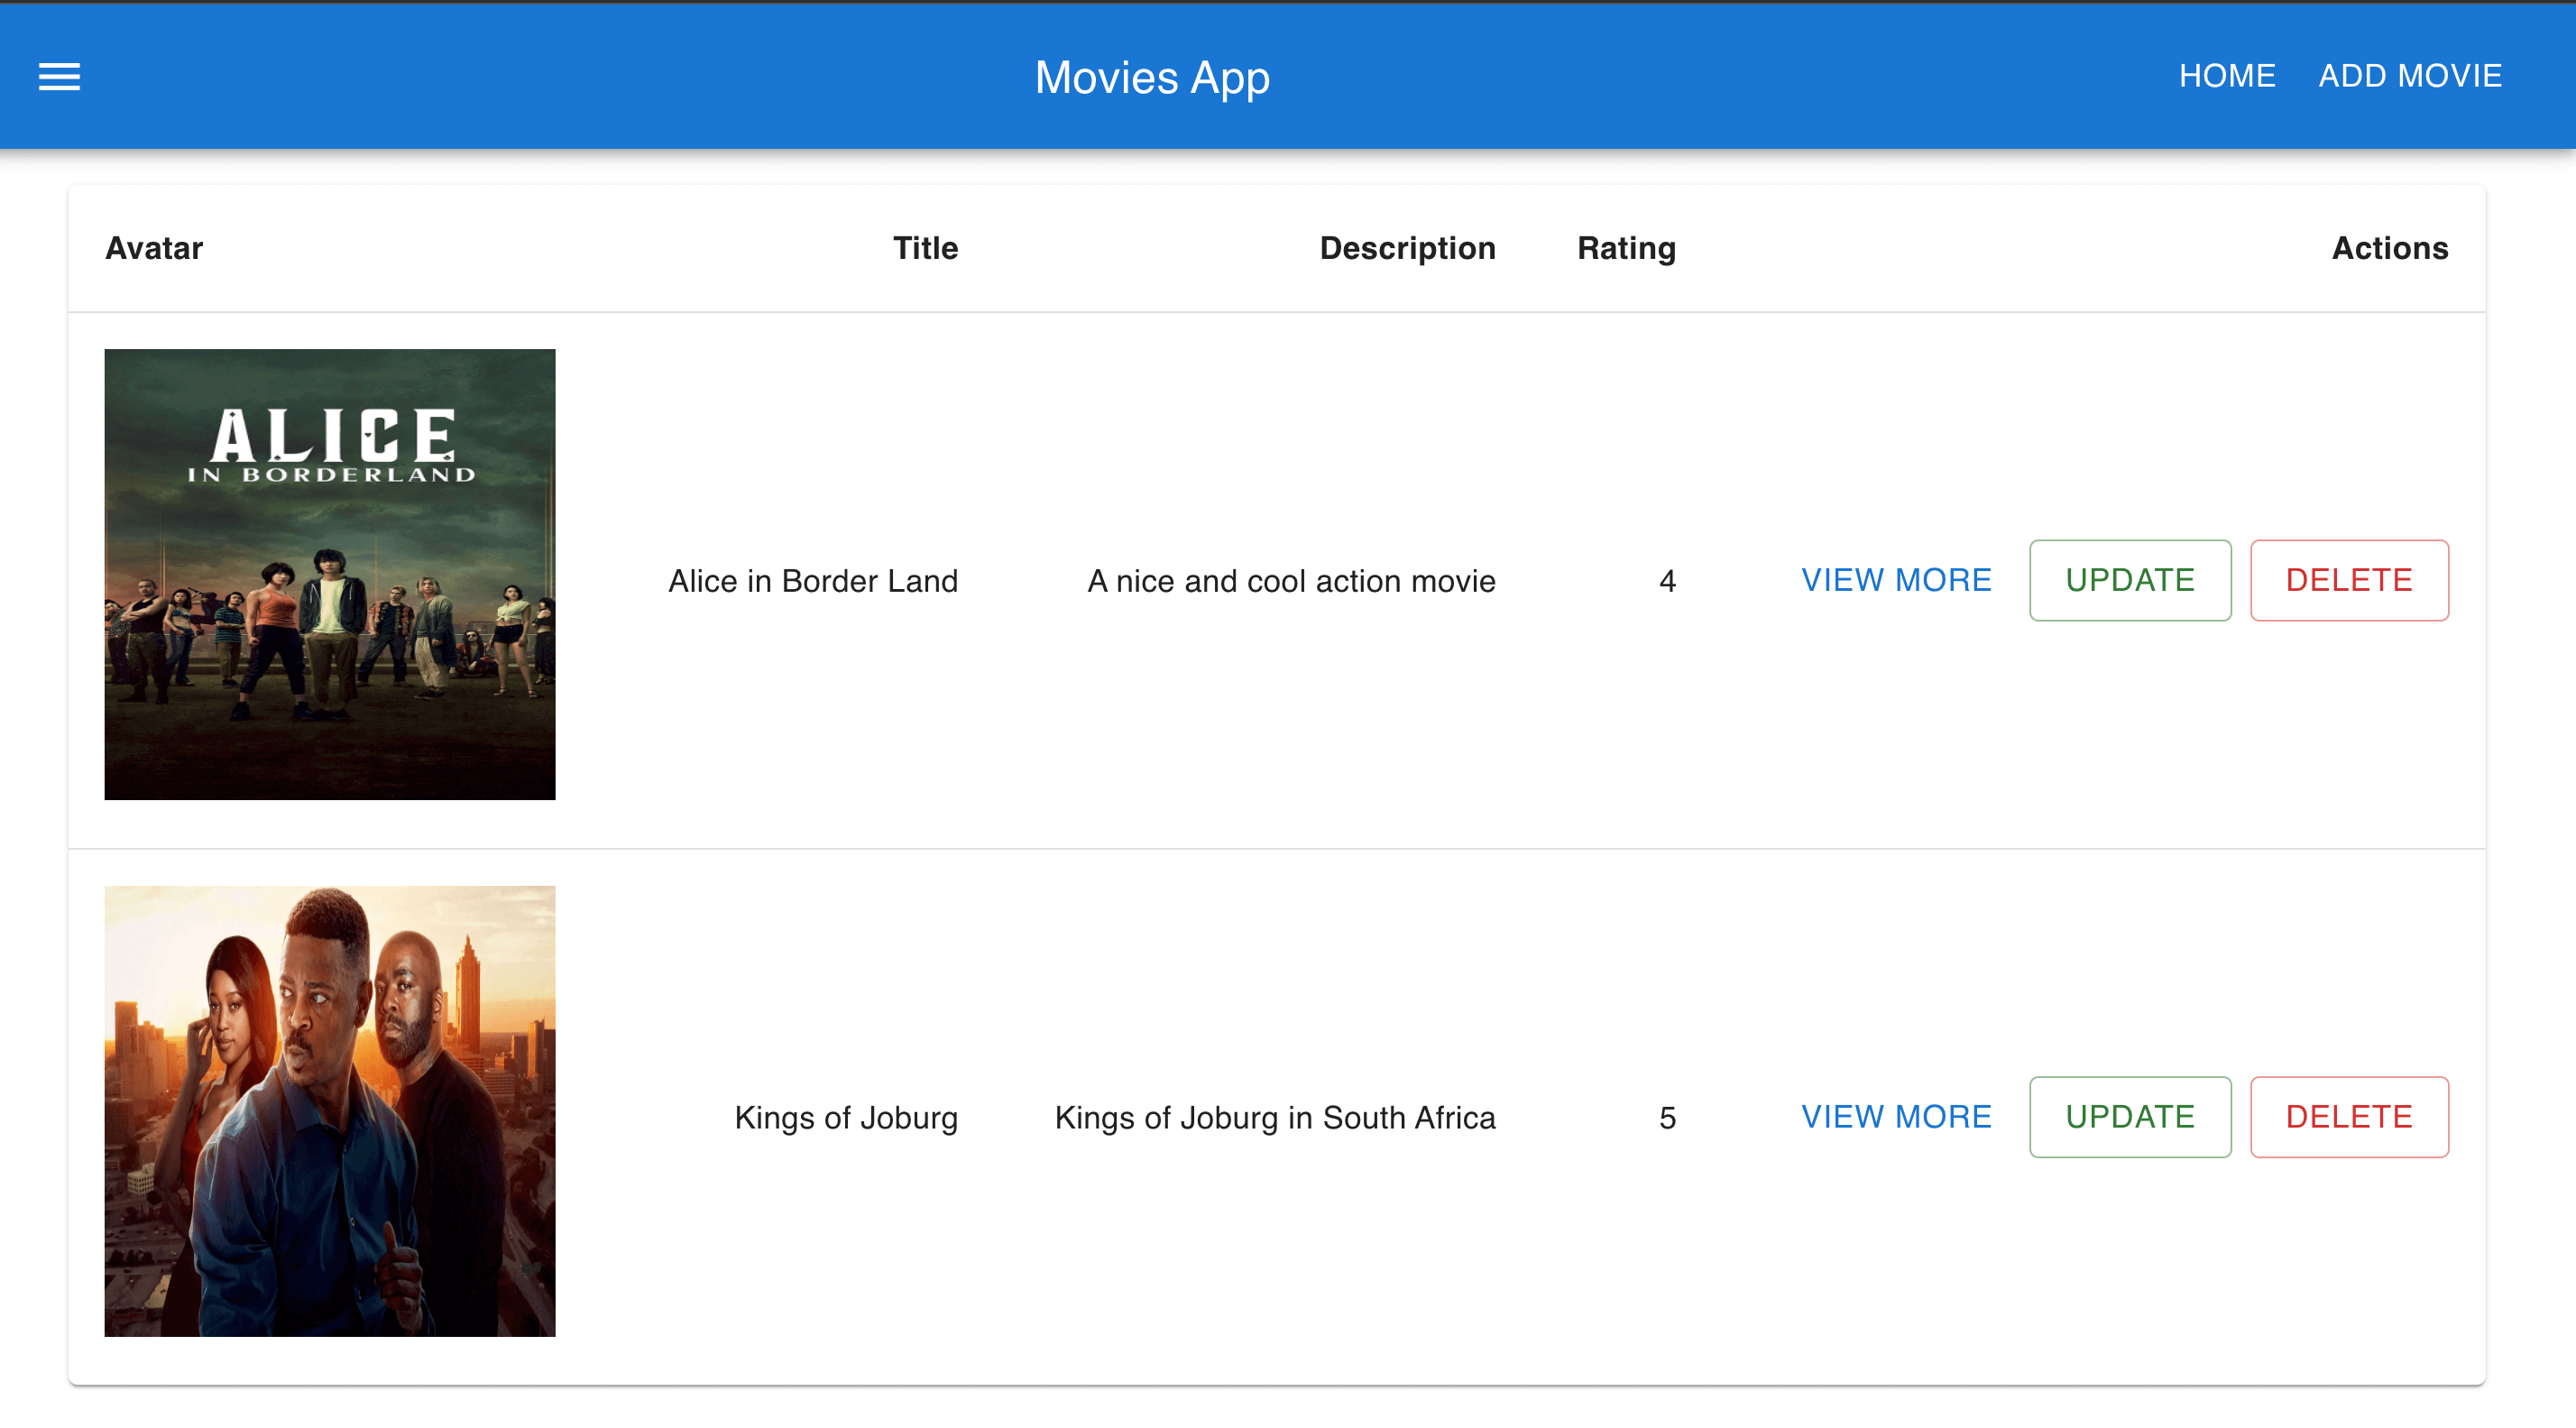 Movies App
HOME ADD MOVIE
Avatar Title Description Rating Actions
ALICE
IN BORDERLAND
Alice in Border Land A nice and cool action movie 4 VIEW MORE UPDATE DELETE
Kings of Joburg Kings of Joburg in South Africa 5 VIEW MORE UPDATE DELETE